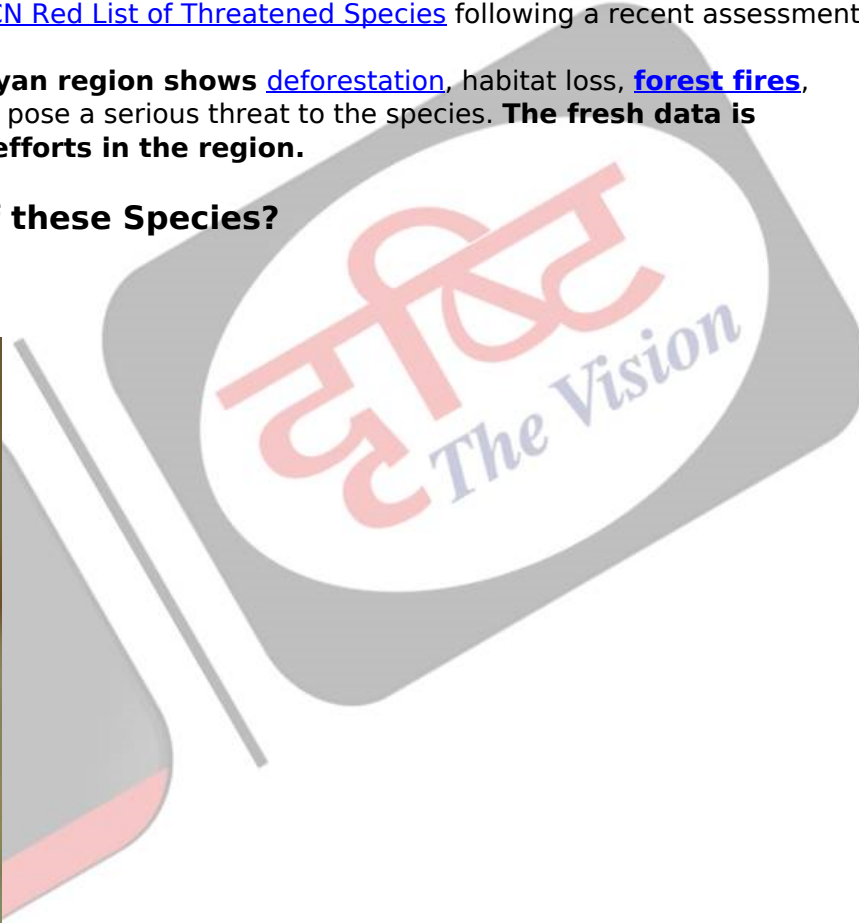 CN Red List of Threatened Species following a recent assessment
yan region shows deforestation, habitat loss, forest fires,
pose a serious threat to the species. The fresh data is
efforts in the region.
these Species?
दृष्टि
The Vision